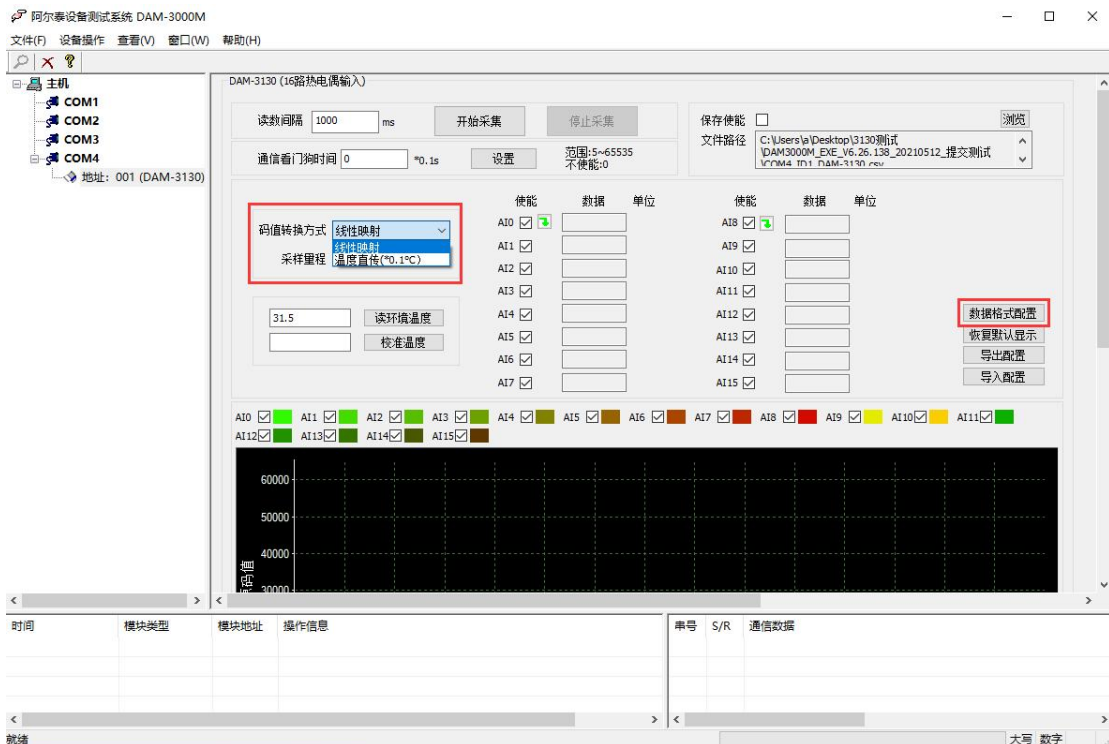 阿尔泰设备测试系统 DAM-3000M
文件(F) 设备操作 查看(V) 窗口(W) 帮助(H)
主机
COM1
COM2
COM3
COM4
地址: 001 (DAM-3130)
DAM-3130 (16路热电偶输入)
读数间隔 1000 ms 开始采集 停止采集
通信看门狗时间 0 *0.1s 设置 范围:5~65535
不使能:0
保存使能 浏览
文件路径 C:\Users\a\Desktop\3130测试
\DAM3000M_EXE_V6.26.138_20210512_提交测试
\COM4_ID1_DAM-3130.csv
码值转换方式 线性映射
线性映射
采样量程 温度直传(*0.1℃)
31.5 读环境温度
校准温度
使能 数据 单位 使能 数据 单位
AI0 AI8
AI1 AI9
AI2 AI10
AI3 AI11
AI4 AI12
AI5 AI13
AI6 AI14
AI7 AI15
数据格式配置
恢复默认显示
导出配置
导入配置
AI0 AI1 AI2 AI3 AI4 AI5 AI6 AI7 AI8 AI9 AI10 AI11
AI12 AI13 AI14 AI15
60000
50000
40000
30000
码值
时间 模块类型 模块地址 操作信息 串号 S/R 通信数据
就绪 大写 数字